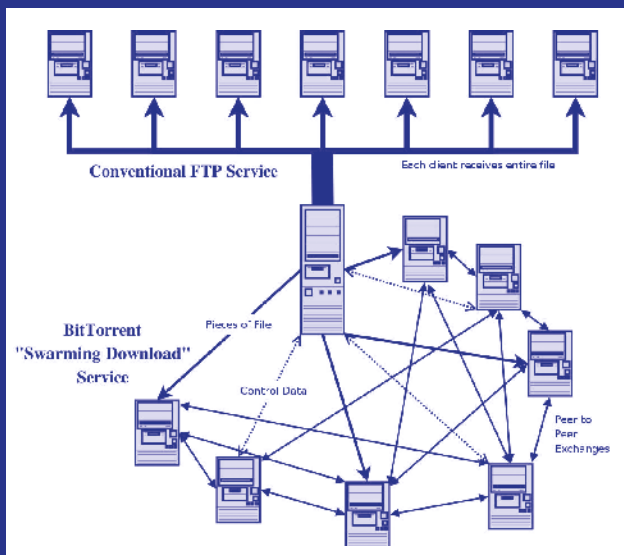 Conventional FTP Service
Each client receives entire file
BitTorrent
"Swarming Download"
Service
Pieces of File
Control Data
Peer to
Peer
Exchanges